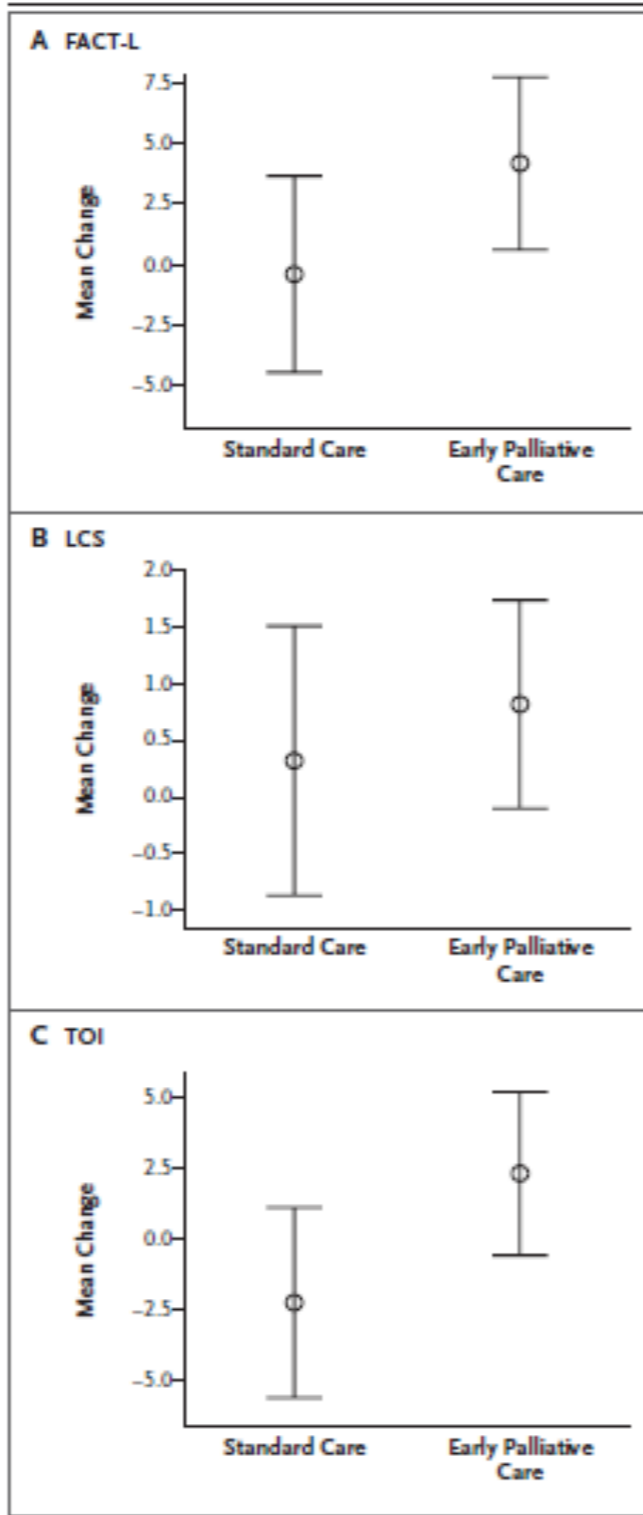 A FACT-L
7.5
5.0
2.5
0.0
−2.5
−5.0
Mean Change
Standard Care
Early Palliative
Care
B LCS
2.0
1.5
1.0
0.5
0.0
−0.5
−1.0
Mean Change
Standard Care
Early Palliative
Care
C TOI
5.0
2.5
0.0
−2.5
−5.0
Mean Change
Standard Care
Early Palliative
Care